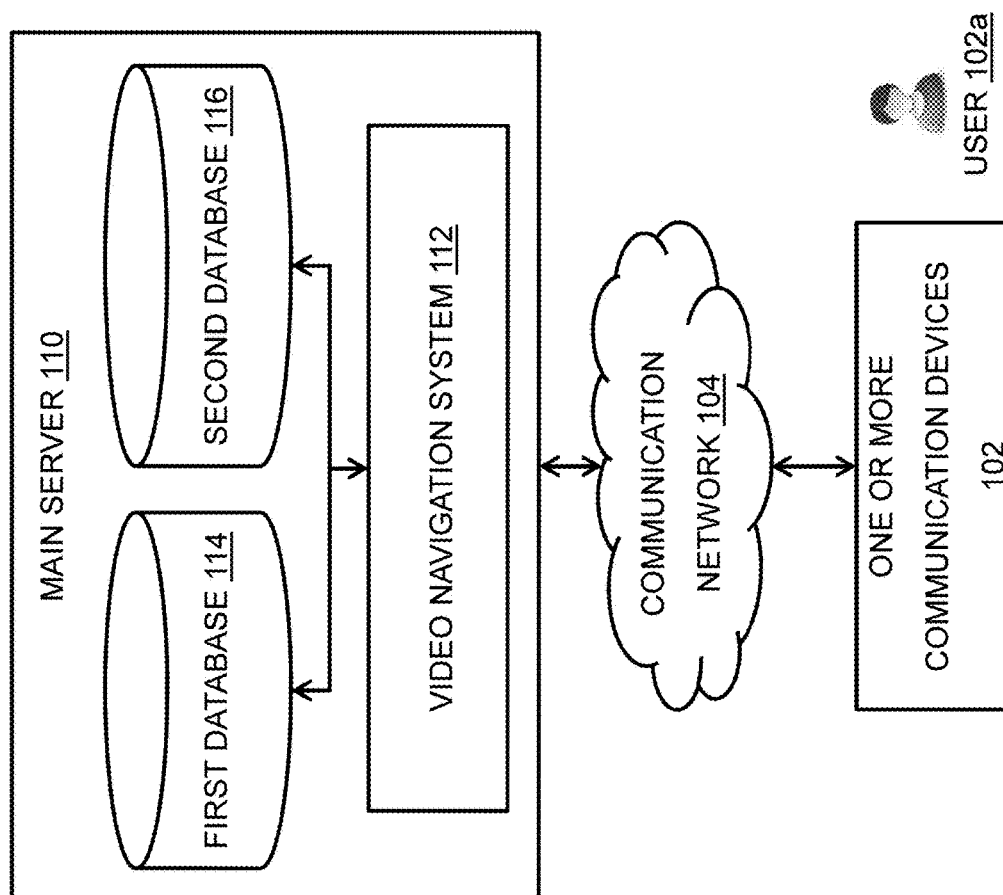 MAIN SERVER 110
FIRST DATABASE 114
SECOND DATABASE 116
VIDEO NAVIGATION SYSTEM 112
COMMUNICATION
NETWORK 104
ONE OR MORE
COMMUNICATION DEVICES
102
USER 102a